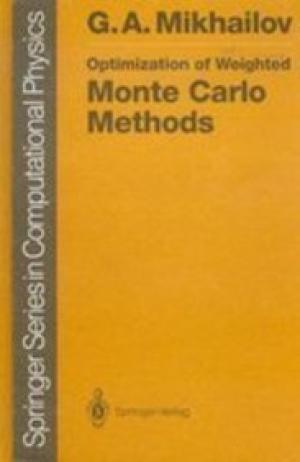 Springer Series in Computational Physics
G. A. Mikhailov
Optimization of Weighted
Monte Carlo
Methods
Springer-Verlag